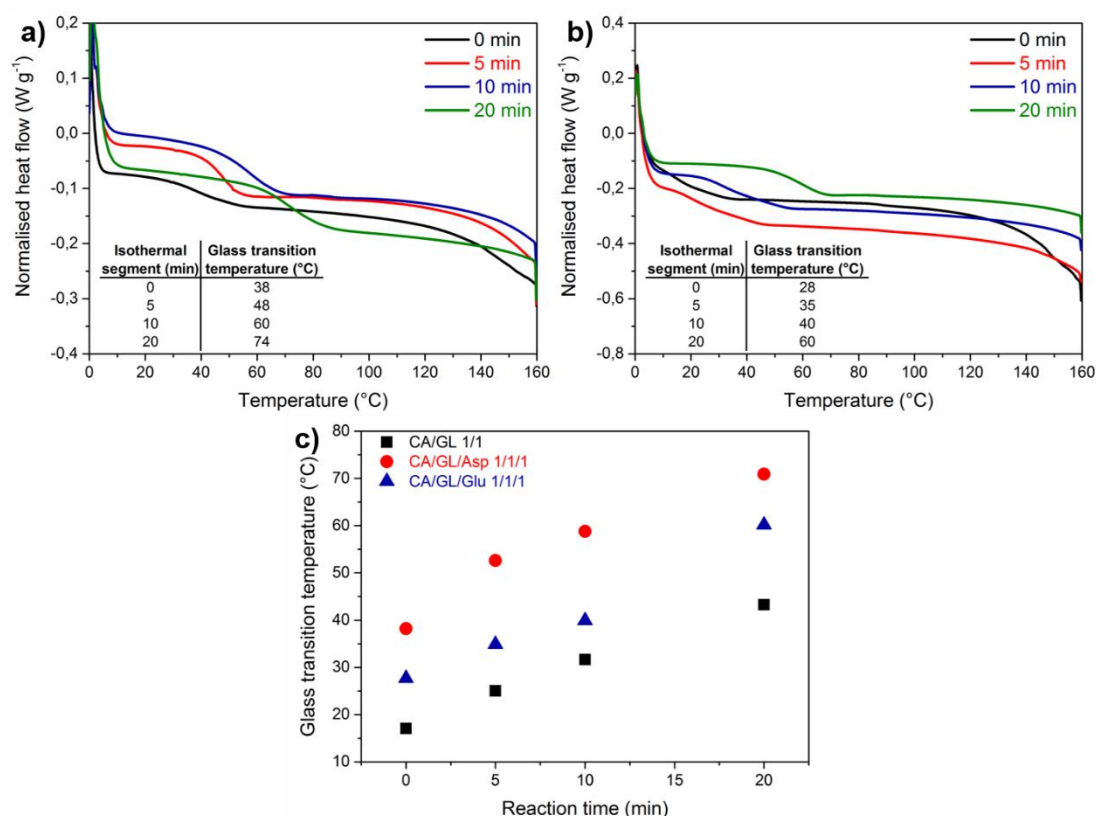 a)
0 min
5 min
10 min
20 min
0,2
0,1
0,0
-0,1
-0,2
-0,3
-0,4
Normalised heat flow (W g⁻¹)
Isothermal segment (min)
Glass transition temperature (°C)
0 38
5 48
10 60
20 74
0 20 40 60 80 100 120 140 160
Temperature (°C)
b)
0 min
5 min
10 min
20 min
0,4
0,2
0,0
-0,2
-0,4
-0,6
-0,8
Normalised heat flow (W g⁻¹)
Isothermal segment (min)
Glass transition temperature (°C)
0 28
5 35
10 40
20 60
0 20 40 60 80 100 120 140 160
Temperature (°C)
c)
CA/GL 1/1
CA/GL/Asp 1/1/1
CA/GL/Glu 1/1/1
80
70
60
50
40
30
20
10
Glass transition temperature (°C)
0 5 10 15 20
Reaction time (min)